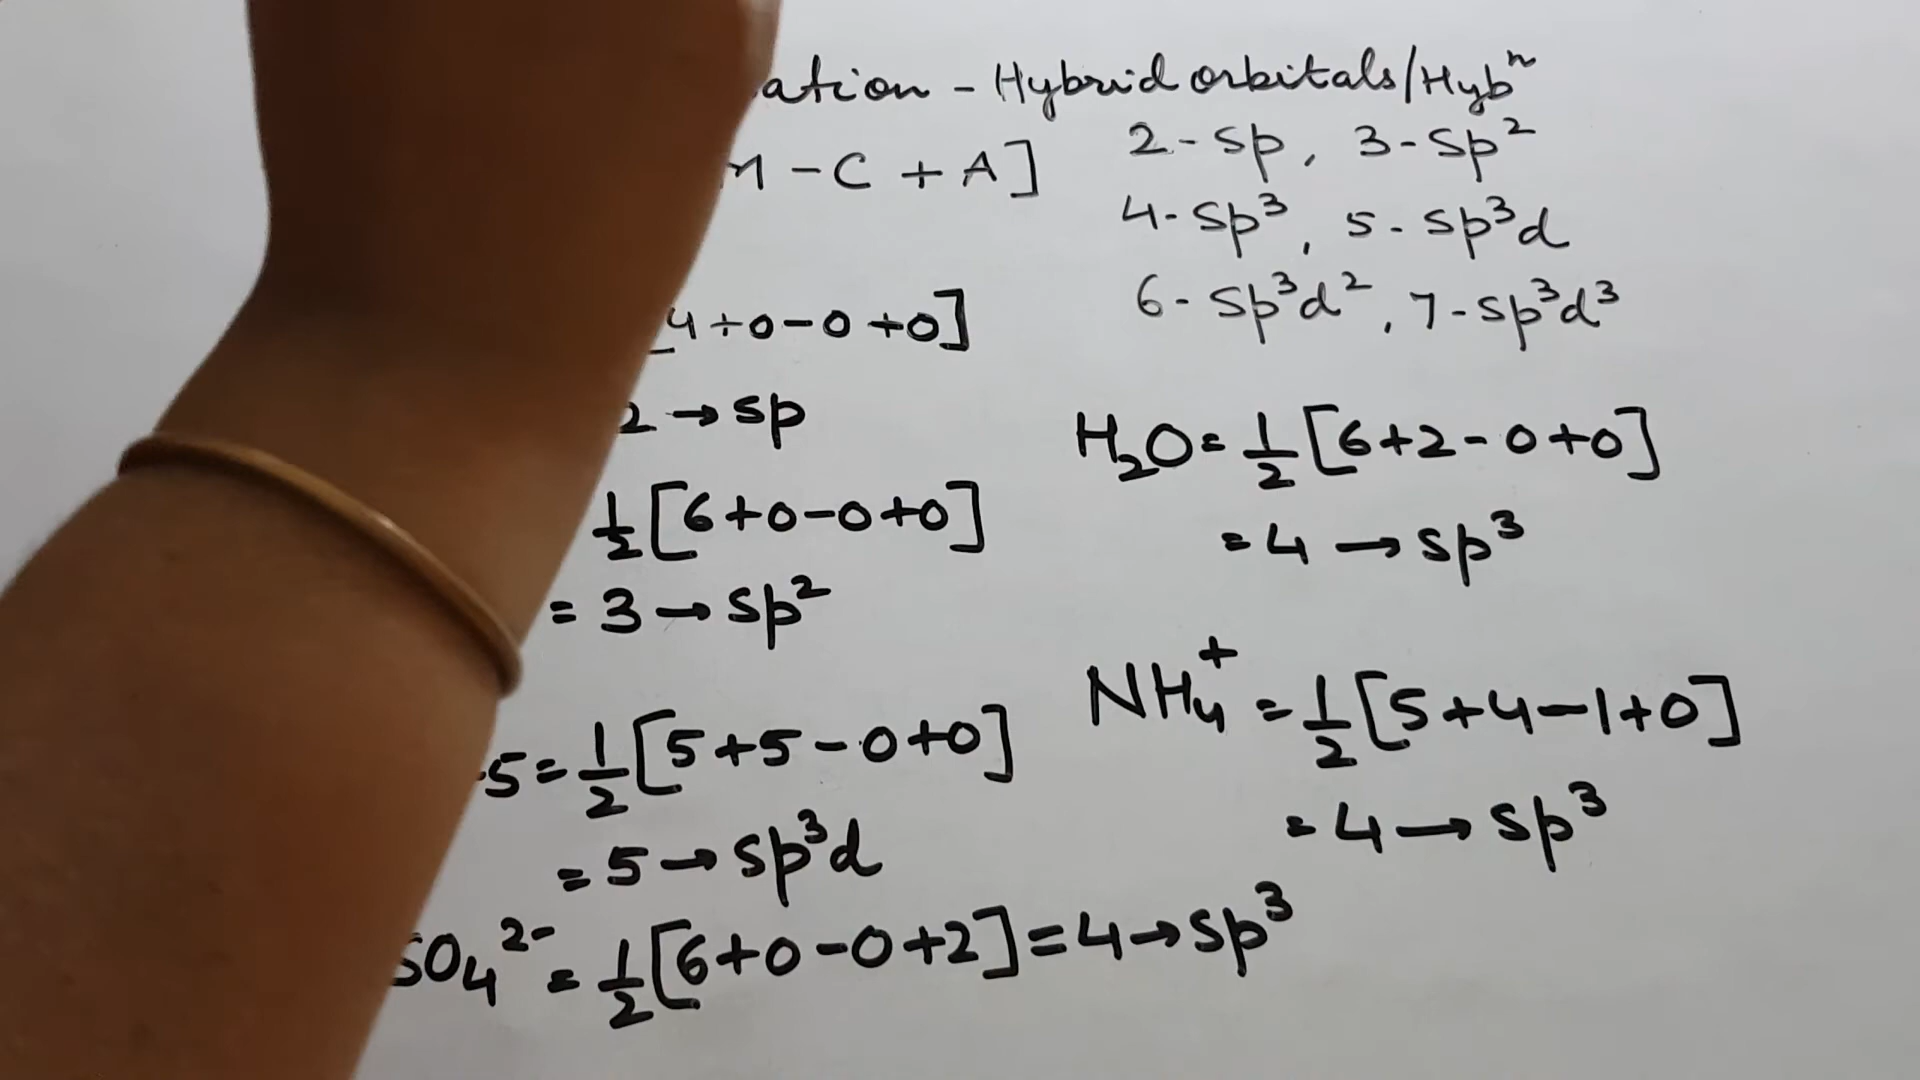 ation - Hybrid orbitals/Hybⁿ
- C + A]
2 - sp, 3 - sp²
4 - sp³, 5 - sp³d
6 - sp³d², 7 - sp³d³
4+0-0+0]
2 → sp
½[6+0-0+0]
= 3 → sp²
5 = ½[5+5-0+0]
= 5 → sp³d
SO₄²⁻ = ½[6+0-0+2] = 4 → sp³
H₂O = ½[6+2-0+0]
= 4 → sp³
NH₄⁺ = ½[5+4-1+0]
= 4 → sp³